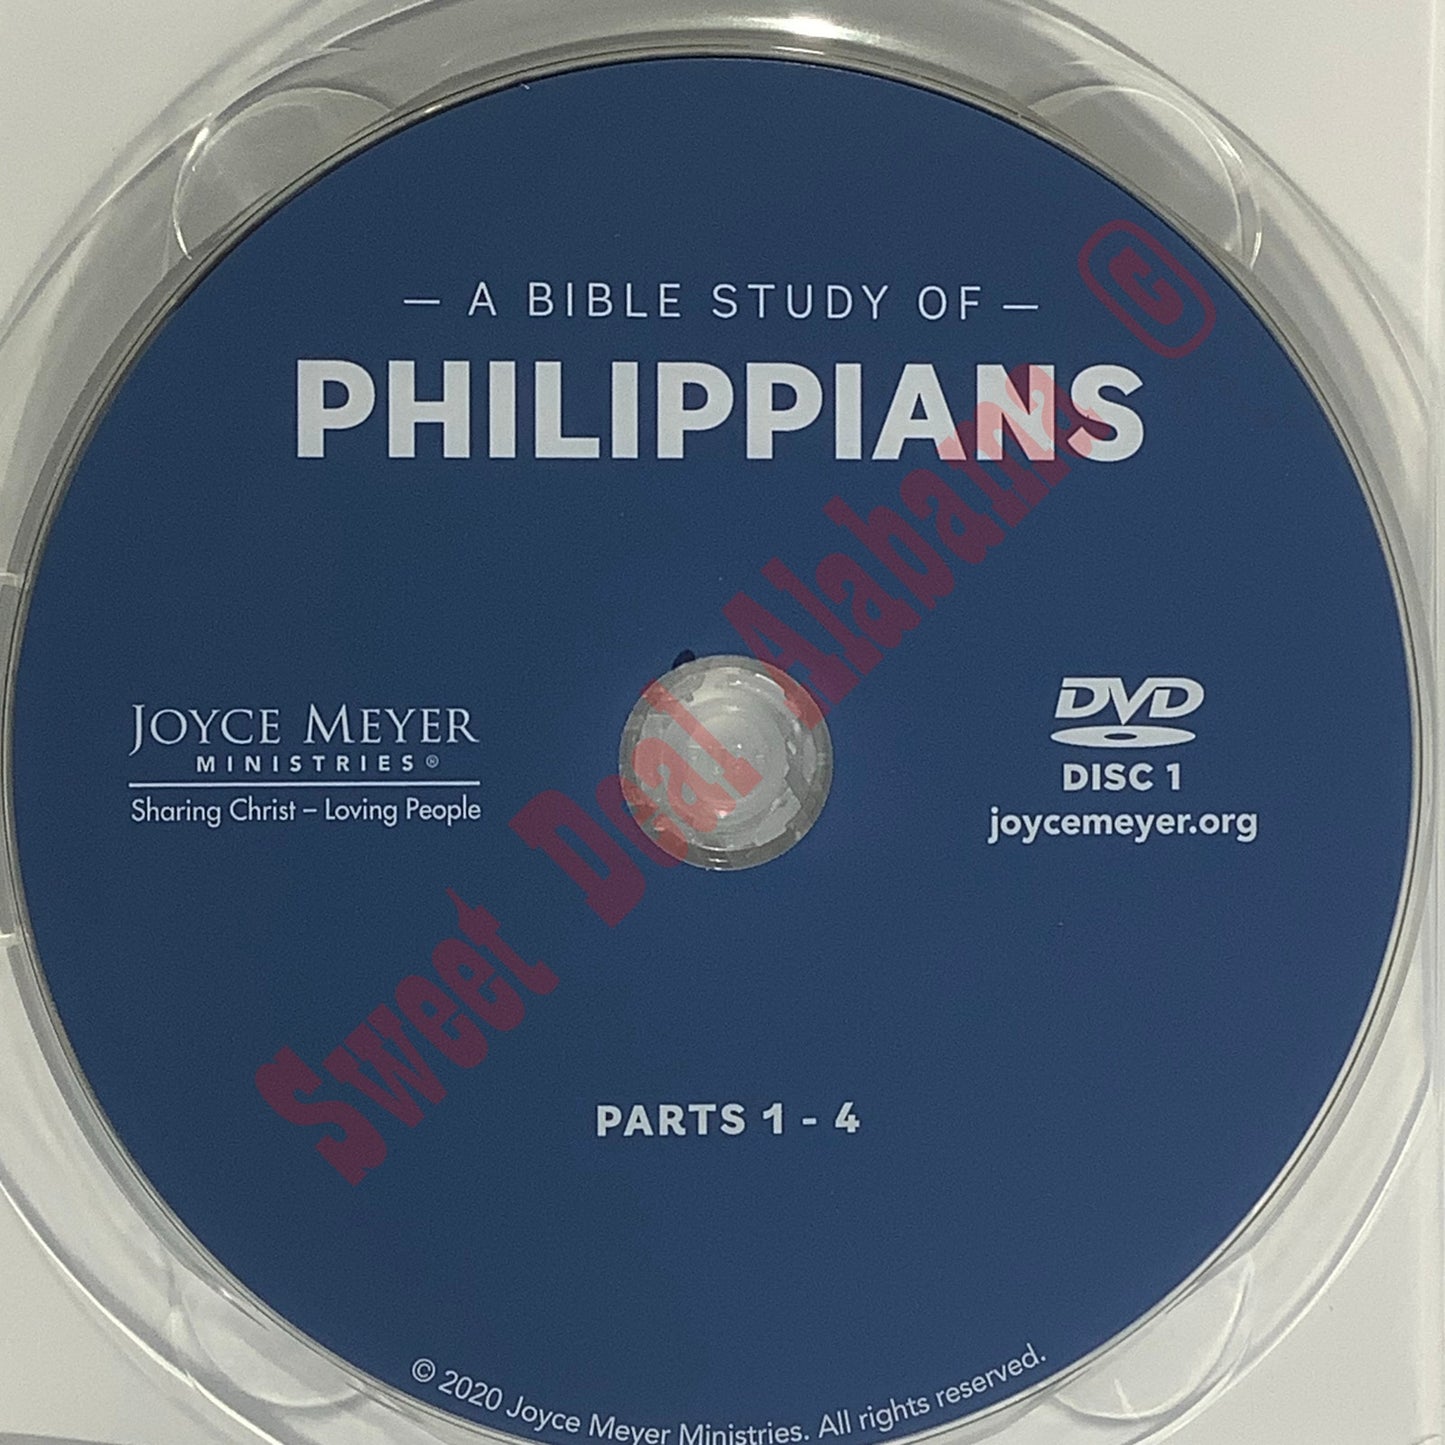 — A BIBLE STUDY OF —
PHILIPPIANS
JOYCE MEYER
MINISTRIES®
Sharing Christ – Loving People
DVD
DISC 1
joycemeyer.org
PARTS 1 - 4
© 2020 Joyce Meyer Ministries. All rights reserved.
Sweet Deal Alabama ©